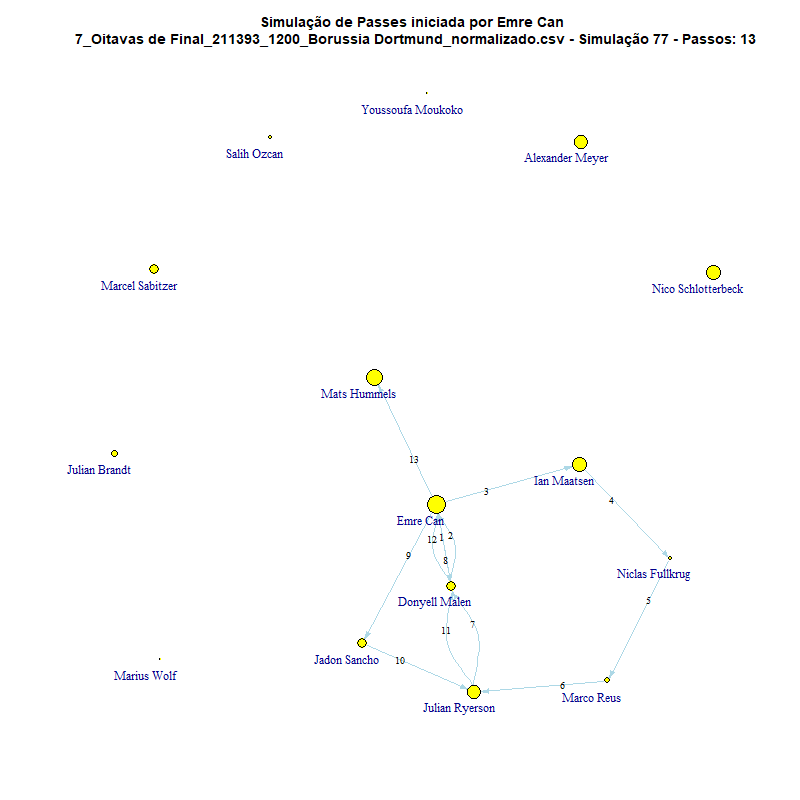 Simulação de Passes iniciada por Emre Can
7_Oitavas de Final_211393_1200_Borussia Dortmund_normalizado.csv - Simulação 77 - Passos: 13
Youssoufa Moukoko
Salih Ozcan
Alexander Meyer
Marcel Sabitzer
Nico Schlotterbeck
Mats Hummels
13
Julian Brandt
Ian Maatsen
3
4
Emre Can
12
1
2
9
8
Niclas Fullkrug
Donyell Malen
5
11
7
Jadon Sancho
10
Marius Wolf
6
Marco Reus
Julian Ryerson